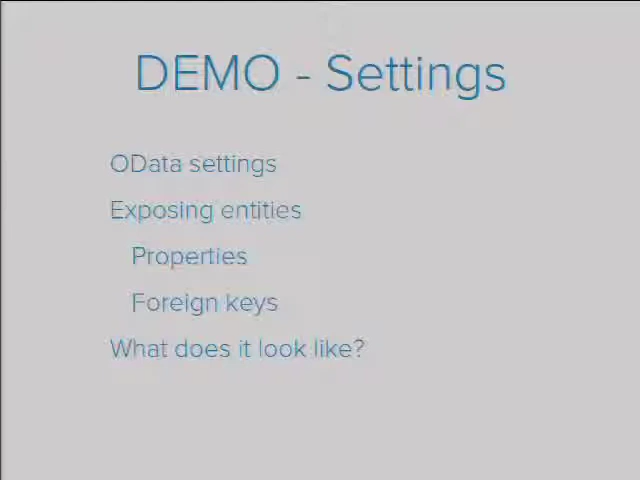 DEMO - Settings
OData settings
Exposing entities
Properties
Foreign keys
What does it look like?